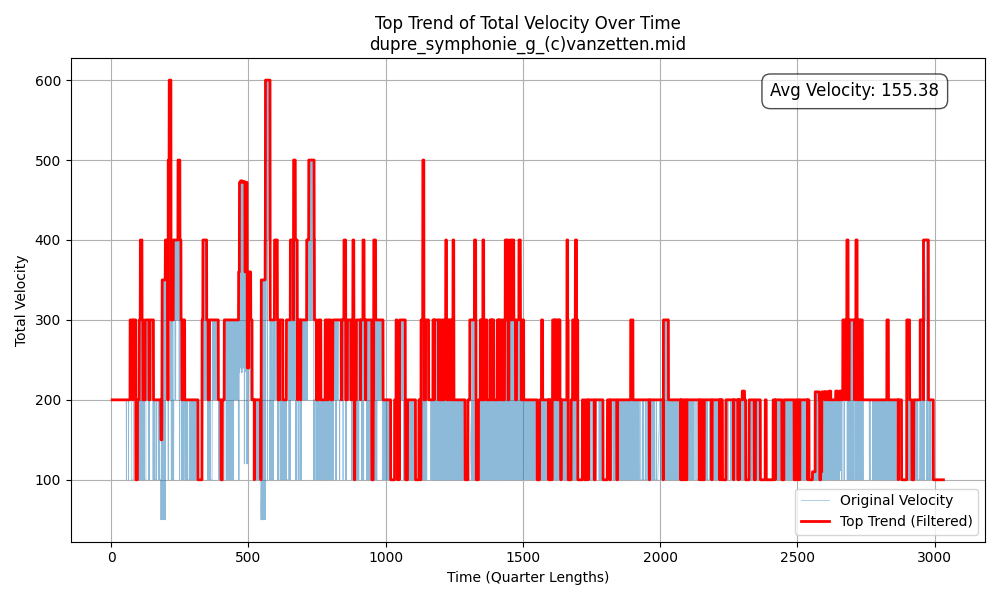 Top Trend of Total Velocity Over Time
dupre_symphonie_g_(c)vanzetten.mid
Avg Velocity: 155.38
Total Velocity
600
500
400
300
200
100
0
500
1000
1500
2000
2500
3000
Time (Quarter Lengths)
Original Velocity
Top Trend (Filtered)